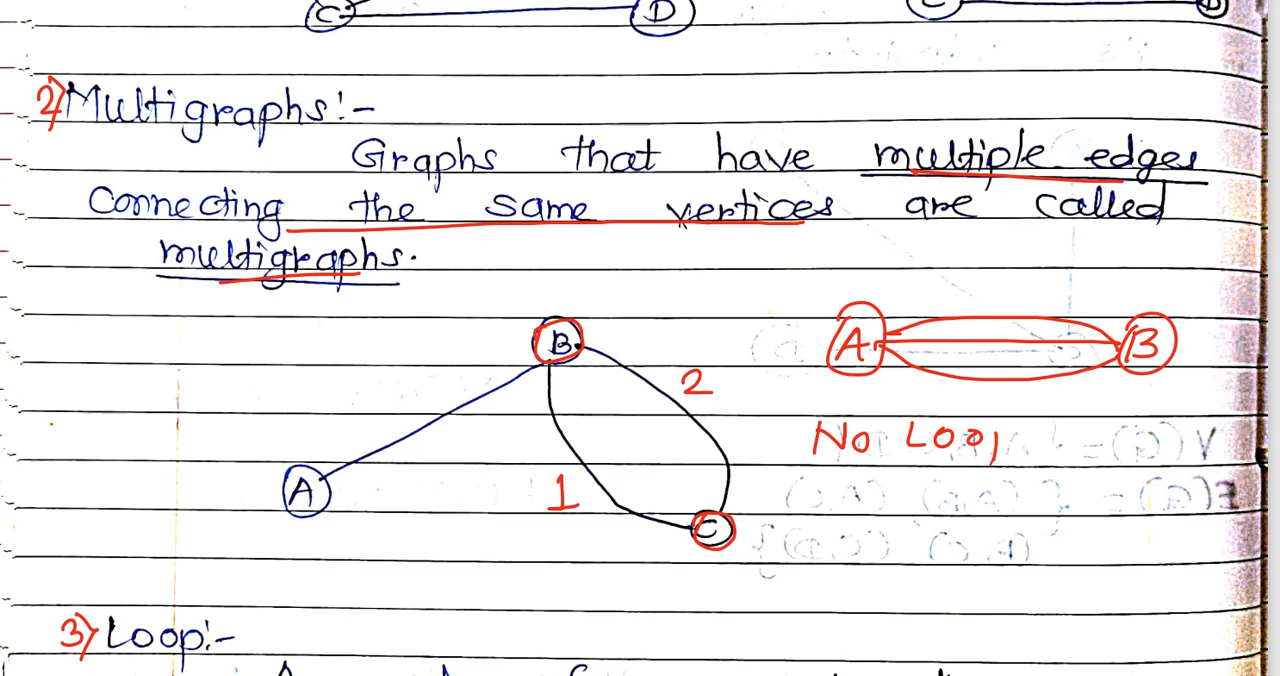 C D C D
2) Multigraphs:-
Graphs that have multiple edges
Connecting the same vertices are called
multigraphs.
B A B
2
No Loo
A 1
C
3) Loop:-